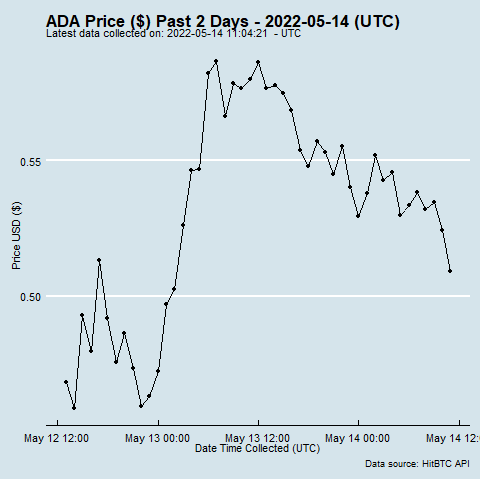 ADA Price ($) Past 2 Days - 2022-05-14 (UTC)
Latest data collected on: 2022-05-14 11:04:21 - UTC
0.55
Price USD ($)
0.50
May 12 12:00 May 13 00:00 May 13 12:00 May 14 00:00 May 14 12:0
Date Time Collected (UTC)
Data source: HitBTC API